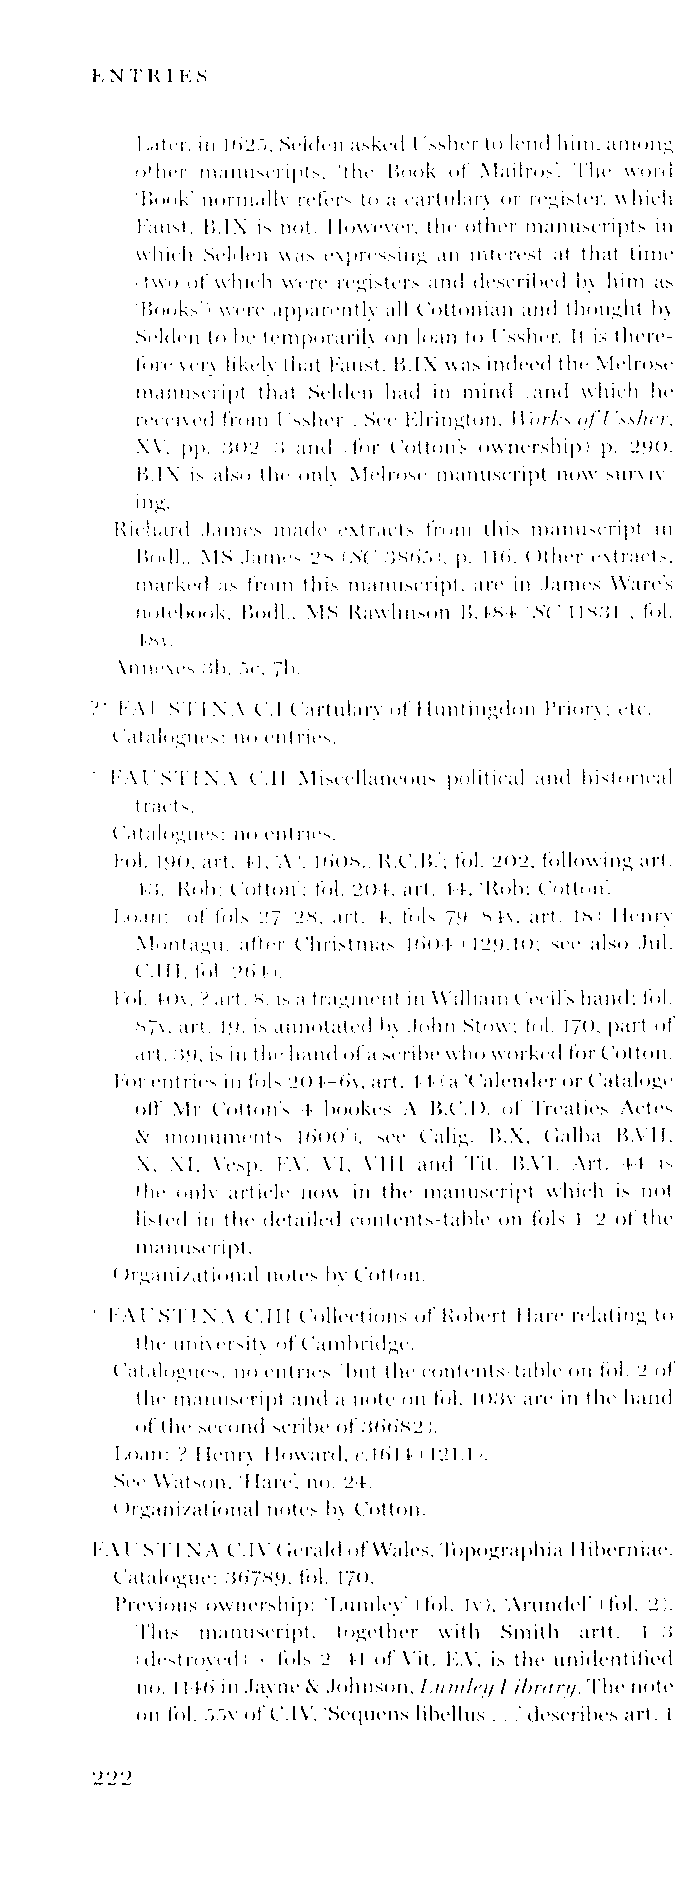 ENTRIES
Later, in 1625, Selden asked Ussher to lend him, among
other manuscripts, 'the Book of Mailros'. The word
'Book' normally refers to a cartulary or register, which
Faust. B.IX is not. However, the other manuscripts in
which Selden was expressing an interest at that time
(two of which were registers and described by him as
'Books') were apparently all Cottonian and thought by
Selden to be temporarily on loan to Ussher. It is there-
fore very likely that Faust. B.IX was indeed the Melrose
manuscript that Selden had in mind (and which he
received from Ussher). See Elrington, Works of Ussher,
XV, pp. 302–3 and (for Cotton's ownership) p. 290.
B.IX is also the only Melrose manuscript now surviv-
ing.
Richard James made extracts from this manuscript in
Bodl., MS James 28 (SC 3865), p. 116. Other extracts,
marked as from this manuscript, are in James Ware's
notebook, Bodl., MS Rawlinson B.484 (SC 11831), fol.
48v.
Annexes 3b, 5c, 7b.
?* FAUSTINA C.I Cartulary of Huntingdon Priory; etc.
Catalogues: no entries.
* FAUSTINA C.II Miscellaneous political and historical
tracts.
Catalogues: no entries.
Fol. 190, art. 41, 'A', 1608, R.C.B.'; fol. 202, following art.
43, 'Rob: Cotton'; fol. 204, art. 44, 'Rob: Cotton'.
Loan: (of fols 27–28, art. 4, fols 79–84v, art. 18) Henry
Montagu, after Christmas 1604 (129.10; see also Jul.
C.III, fol. 264).
Fol. 40v, ? art. 8, is a fragment in William Cecil's hand; fol.
87v, art. 19, is annotated by John Stow; fol. 170, part of
art. 39, is in the hand of a scribe who worked for Cotton.
For entries in fols 204–6v, art. 44 (a 'Calender or Cataloge
off Mr Cotton's 4 bookes A B.C.D. of Treaties Actes
& monuments 1600'), see Calig. B.X, Galba B.VII,
X, XI, Vesp. F.V, VI, VIII and Tit. B.VI. Art. 44 is
the only article now in the manuscript which is not
listed in the detailed contents-table on fols 1–2 of the
manuscript.
Organizational notes by Cotton.
* FAUSTINA C.III Collections of Robert Hare relating to
the university of Cambridge.
Catalogues: no entries (but the contents-table on fol. 2 of
the manuscript and a note on fol. 103v are in the hand
of the second scribe of 36682).
Loan: ? Henry Howard, c.1614 (121.1).
See Watson, 'Hare', no. 24.
Organizational notes by Cotton.
FAUSTINA C.IV Gerald of Wales, Topographia Hiberniae.
Catalogue: 36789, fol. 170.
Previous ownership: 'Lumley' (fol. 1v), 'Arundel' (fol. 2).
This manuscript, together with Smith artt. 1–3
(destroyed) + fols 2–41 of Vit. E.V, is the unidentified
no. 1146 in Jayne & Johnson, Lumley Library. The note
on fol. 55v of C.IV, 'Sequens libellus . . .' describes art. 1
222